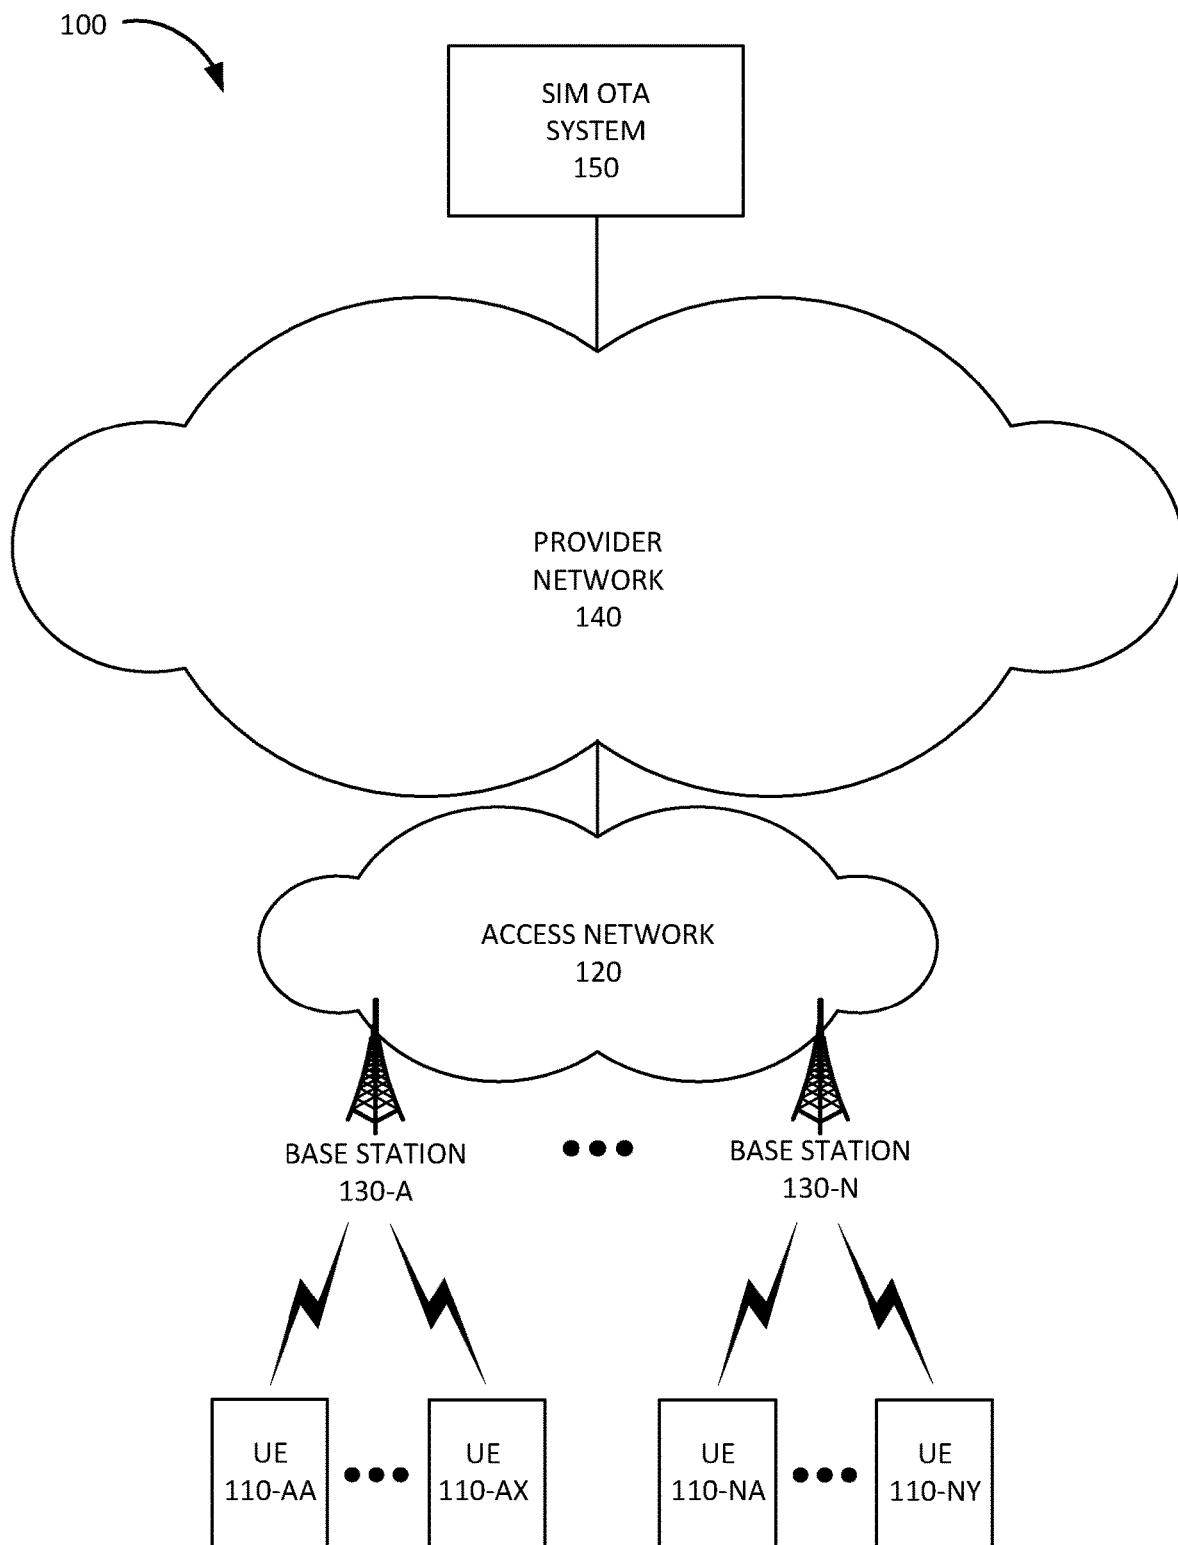 100
SIM OTA
SYSTEM
150
PROVIDER
NETWORK
140
ACCESS NETWORK
120
BASE STATION
130-A
BASE STATION
130-N
UE
110-AA
UE
110-AX
UE
110-NA
UE
110-NY